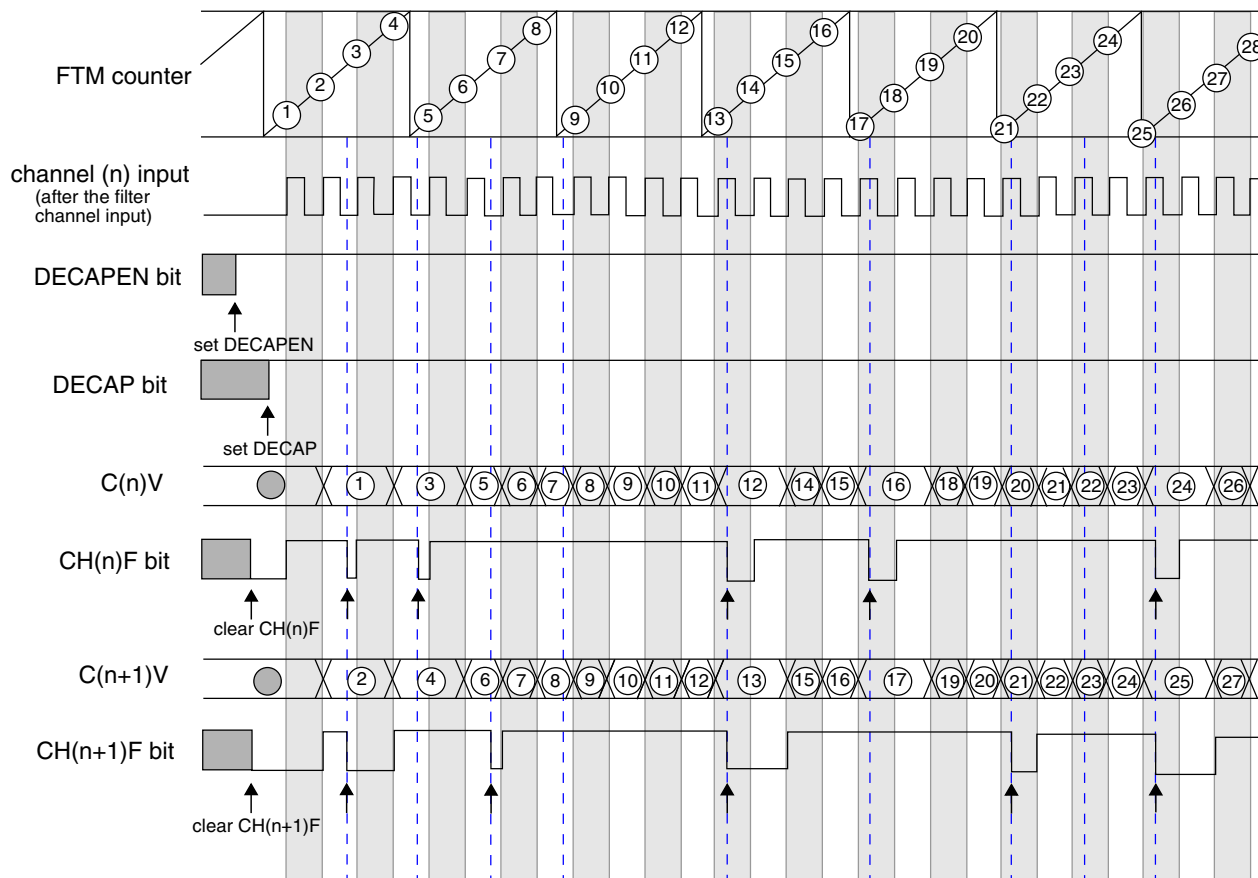 FTM counter
1 2 3 4 5 6 7 8 9 10 11 12 13 14 15 16 17 18 19 20 21 22 23 24 25 26 27 28
channel (n) input
(after the filter
channel input)
DECAPEN bit
set DECAPEN
DECAP bit
set DECAP
C(n)V 1 3 5 6 7 8 9 10 11 12 14 15 16 18 19 20 21 22 23 24 26
CH(n)F bit
clear CH(n)F
C(n+1)V 2 4 6 7 8 9 10 11 12 13 15 16 17 19 20 21 22 23 24 25 27
CH(n+1)F bit
clear CH(n+1)F